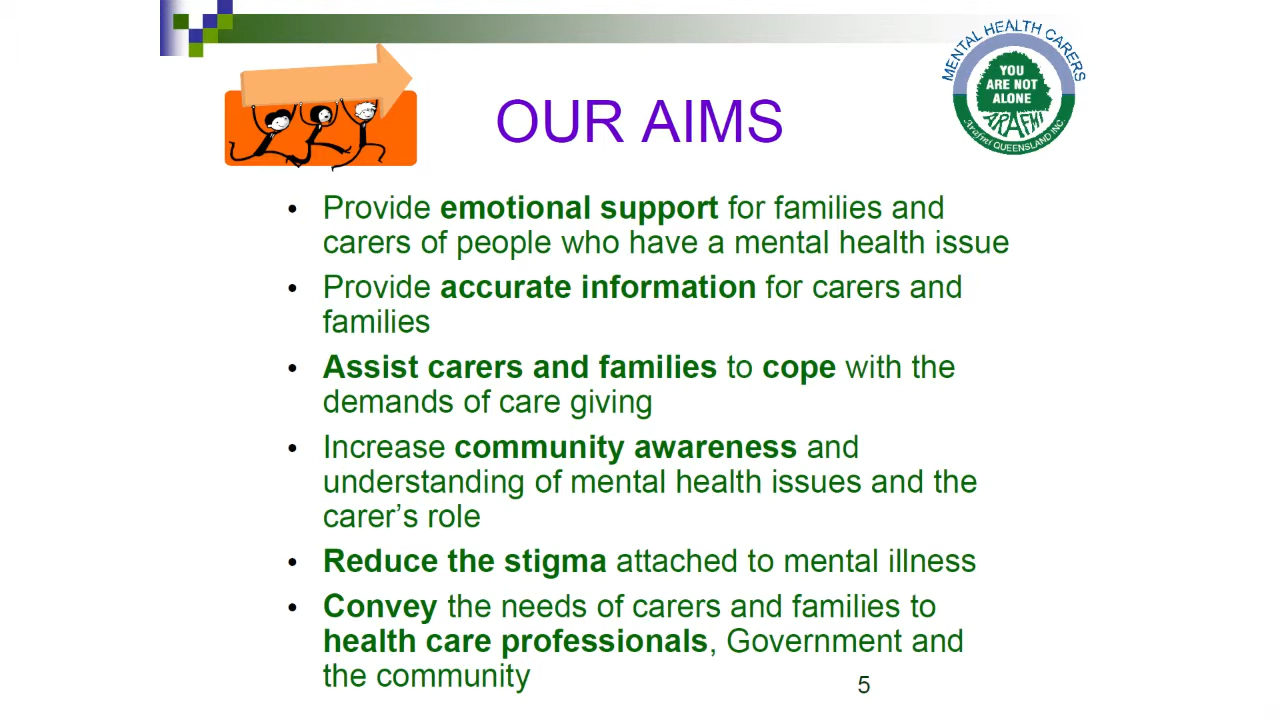 MENTAL HEALTH CARERS
YOU
ARE NOT
ALONE
ARAFMI
Arafmi QUEENSLAND INC.
OUR AIMS
• Provide emotional support for families and
carers of people who have a mental health issue
• Provide accurate information for carers and
families
• Assist carers and families to cope with the
demands of care giving
• Increase community awareness and
understanding of mental health issues and the
carer’s role
• Reduce the stigma attached to mental illness
• Convey the needs of carers and families to
health care professionals, Government and
the community
5